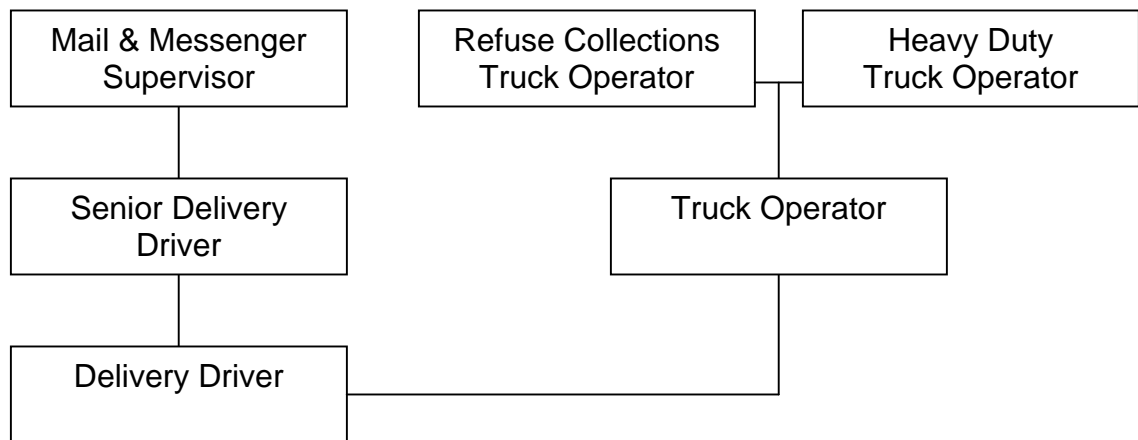 Mail & Messenger
Supervisor
Refuse Collections
Truck Operator
Heavy Duty
Truck Operator
Senior Delivery
Driver
Truck Operator
Delivery Driver